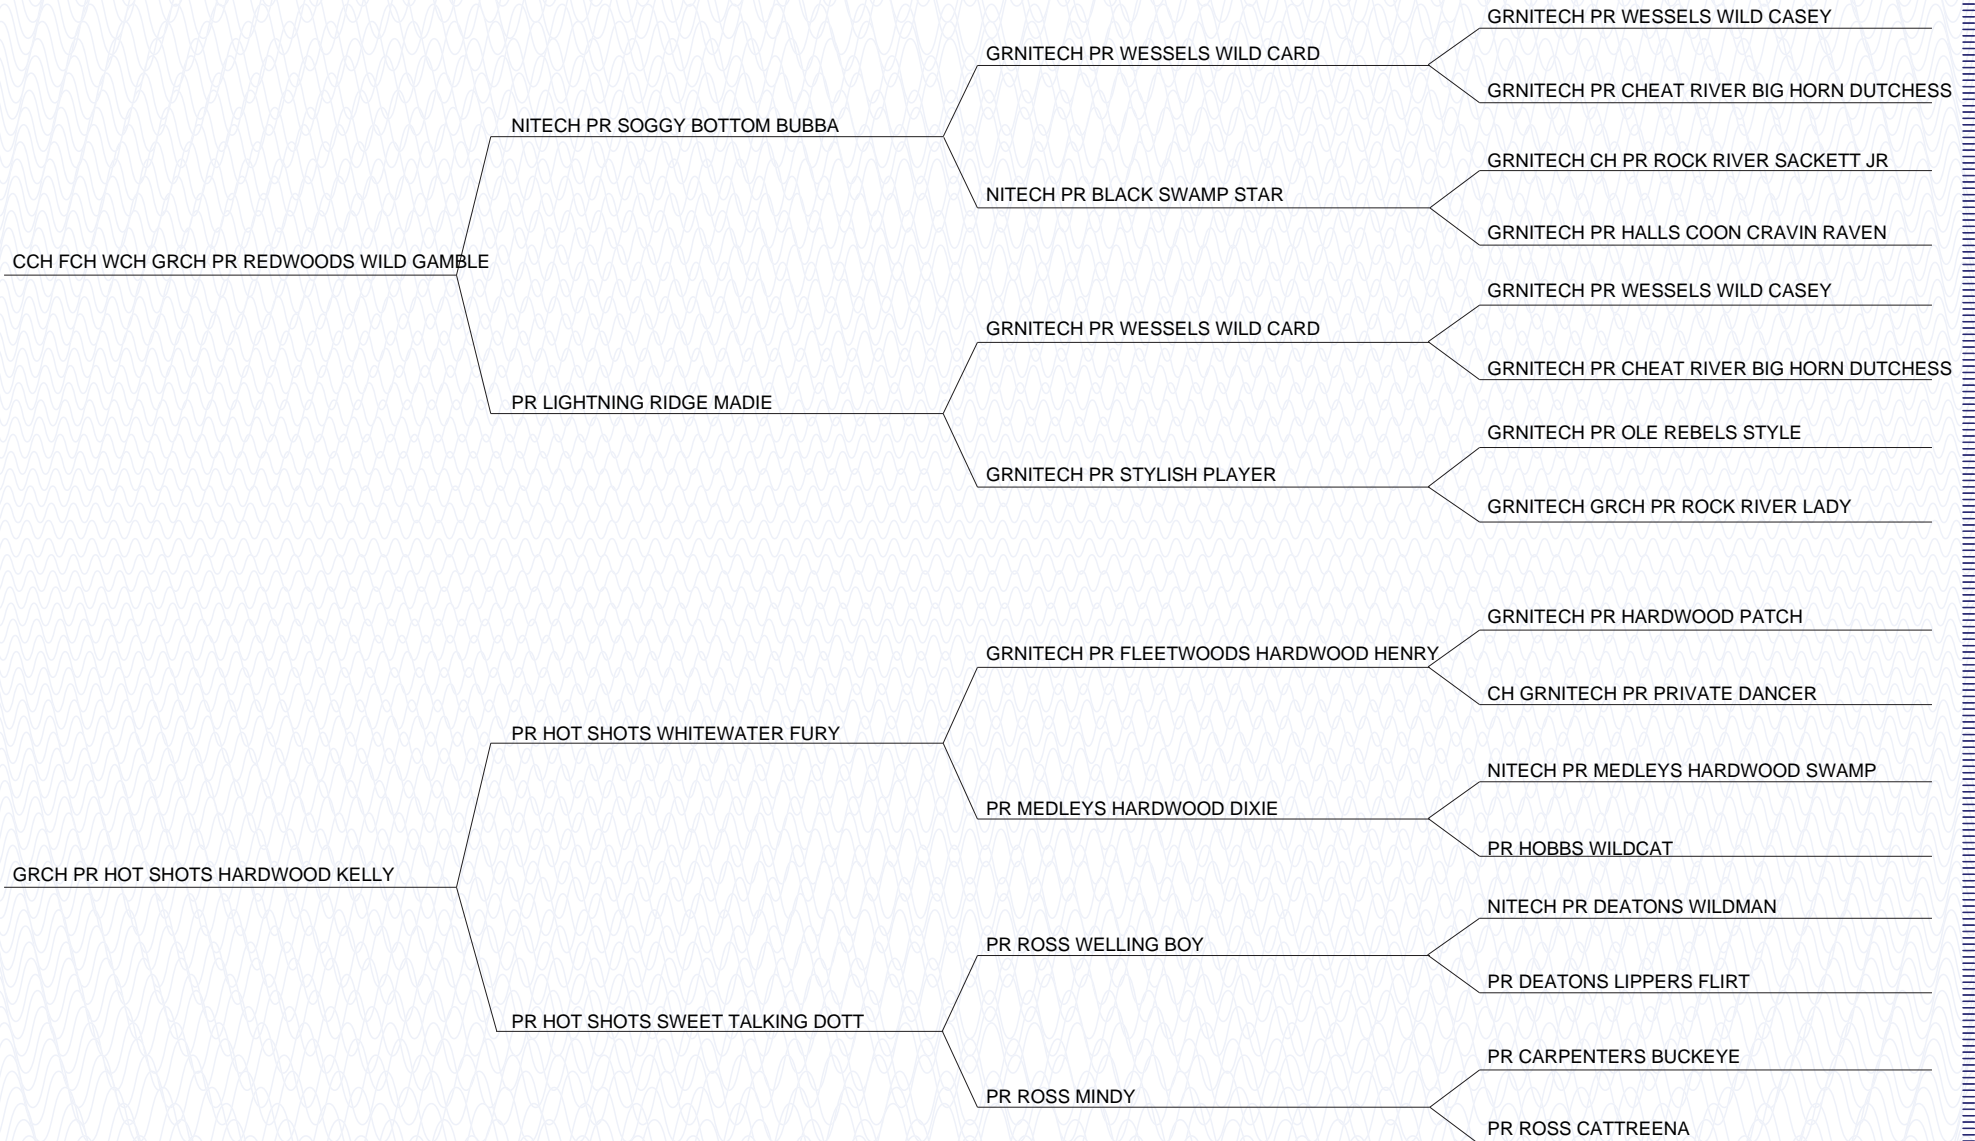 GRNITECH PR WESSELS WILD CASEY
GRNITECH PR WESSELS WILD CARD
GRNITECH PR CHEAT RIVER BIG HORN DUTCHESS
NITECH PR SOGGY BOTTOM BUBBA
GRNITECH CH PR ROCK RIVER SACKETT JR
NITECH PR BLACK SWAMP STAR
GRNITECH PR HALLS COON CRAVIN RAVEN
CCH FCH WCH GRCH PR REDWOODS WILD GAMBLE
GRNITECH PR WESSELS WILD CASEY
GRNITECH PR WESSELS WILD CARD
GRNITECH PR CHEAT RIVER BIG HORN DUTCHESS
PR LIGHTNING RIDGE MADIE
GRNITECH PR OLE REBELS STYLE
GRNITECH PR STYLISH PLAYER
GRNITECH GRCH PR ROCK RIVER LADY
GRNITECH PR HARDWOOD PATCH
GRNITECH PR FLEETWOODS HARDWOOD HENRY
CH GRNITECH PR PRIVATE DANCER
PR HOT SHOTS WHITEWATER FURY
NITECH PR MEDLEYS HARDWOOD SWAMP
PR MEDLEYS HARDWOOD DIXIE
PR HOBBS WILDCAT
GRCH PR HOT SHOTS HARDWOOD KELLY
NITECH PR DEATONS WILDMAN
PR ROSS WELLING BOY
PR DEATONS LIPPERS FLIRT
PR HOT SHOTS SWEET TALKING DOTT
PR CARPENTERS BUCKEYE
PR ROSS MINDY
PR ROSS CATTREENA